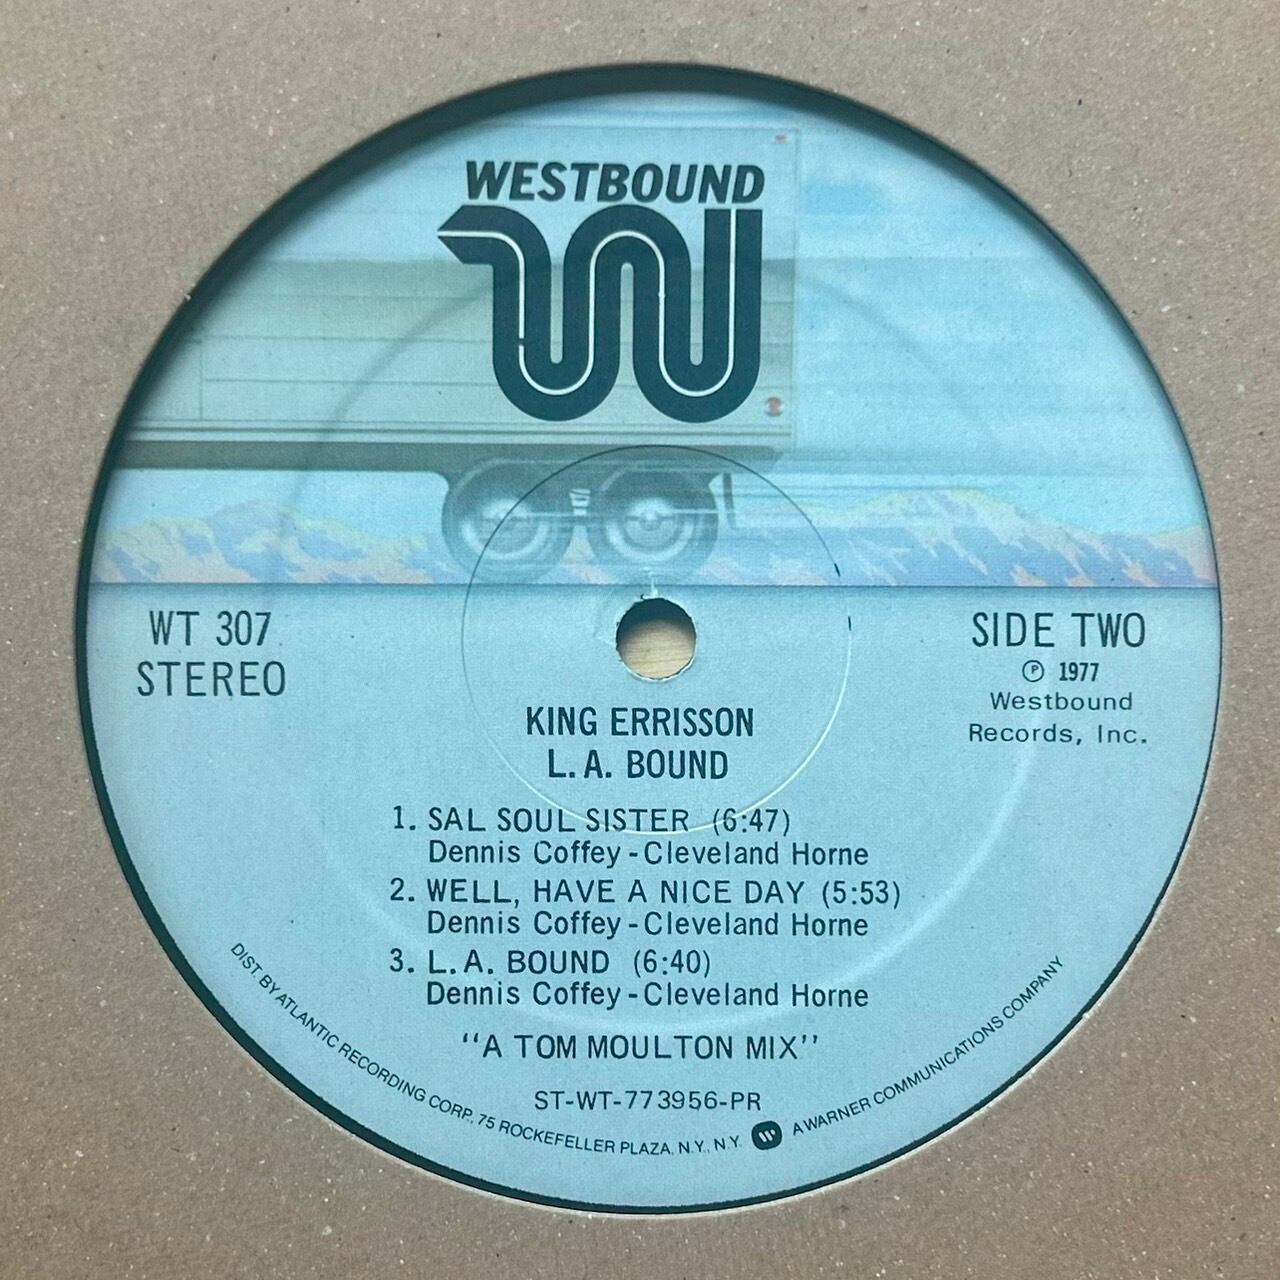 WESTBOUND
WT 307
STEREO
SIDE TWO
℗ 1977
Westbound
Records, Inc.
KING ERRISSON
L.A. BOUND
1. SAL SOUL SISTER (6:47)
Dennis Coffey-Cleveland Horne
2. WELL, HAVE A NICE DAY (5:53)
Dennis Coffey-Cleveland Horne
3. L.A. BOUND (6:40)
Dennis Coffey-Cleveland Horne
"A TOM MOULTON MIX"
ST-WT-773956-PR
DIST. BY ATLANTIC RECORDING CORP., 75 ROCKEFELLER PLAZA, N.Y., N.Y. A WARNER COMMUNICATIONS COMPANY